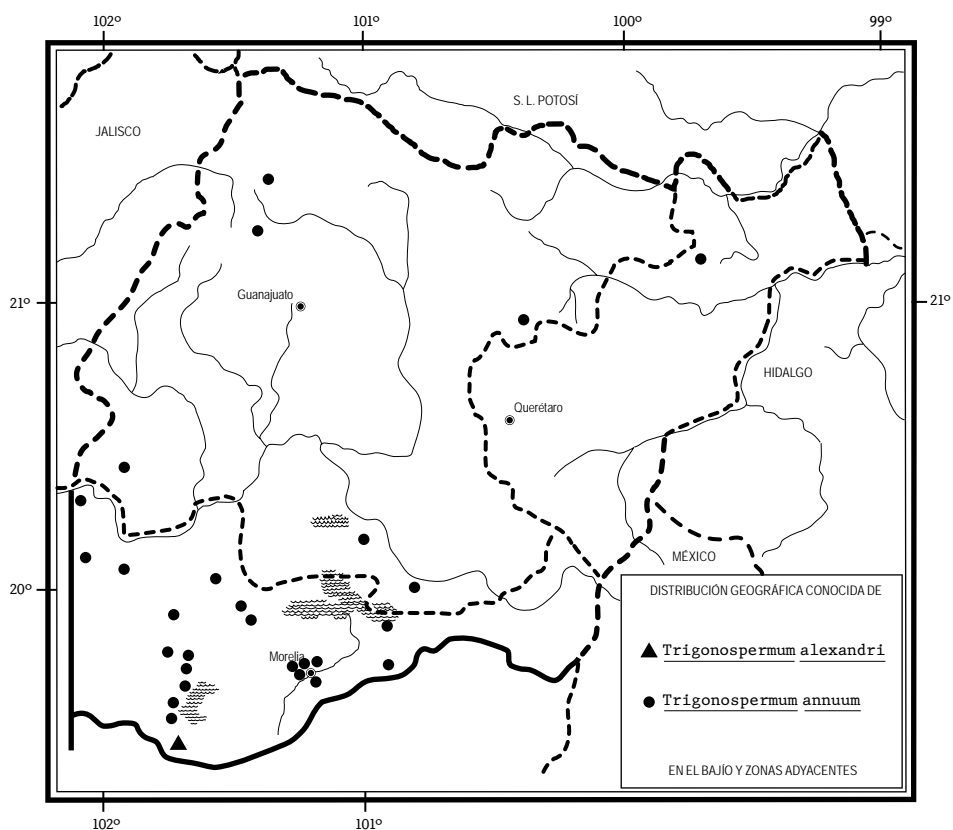 102º 101º 100º 99º
S. L. POTOSÍ
JALISCO
Guanajuato
21º 21º
HIDALGO
Querétaro
MÉXICO
20º
DISTRIBUCIÓN GEOGRÁFICA CONOCIDA DE
Trigonospermum alexandri
Morelia
Trigonospermum annuum
EN EL BAJÍO Y ZONAS ADYACENTES
102º 101º